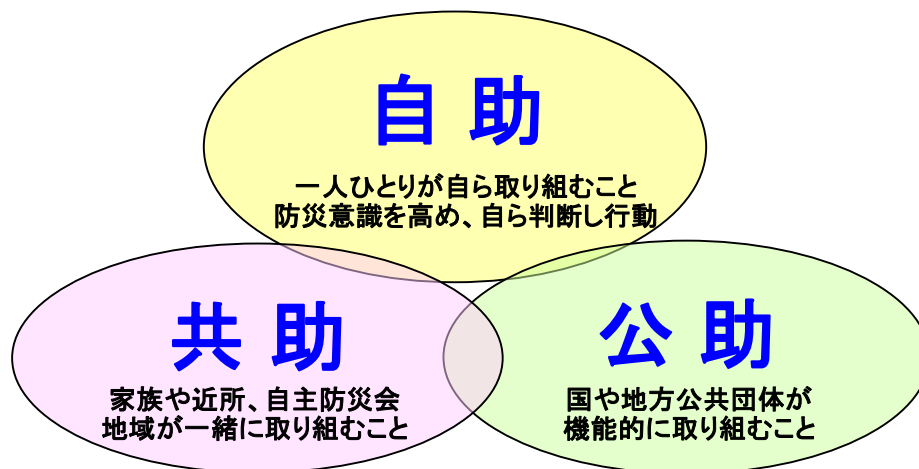 自 助
一人ひとりが自ら取り組むこと
防災意識を高め、自ら判断し行動
共 助
家族や近所、自主防災会
地域が一緒に取り組むこと
公 助
国や地方公共団体が
機能的に取り組むこと